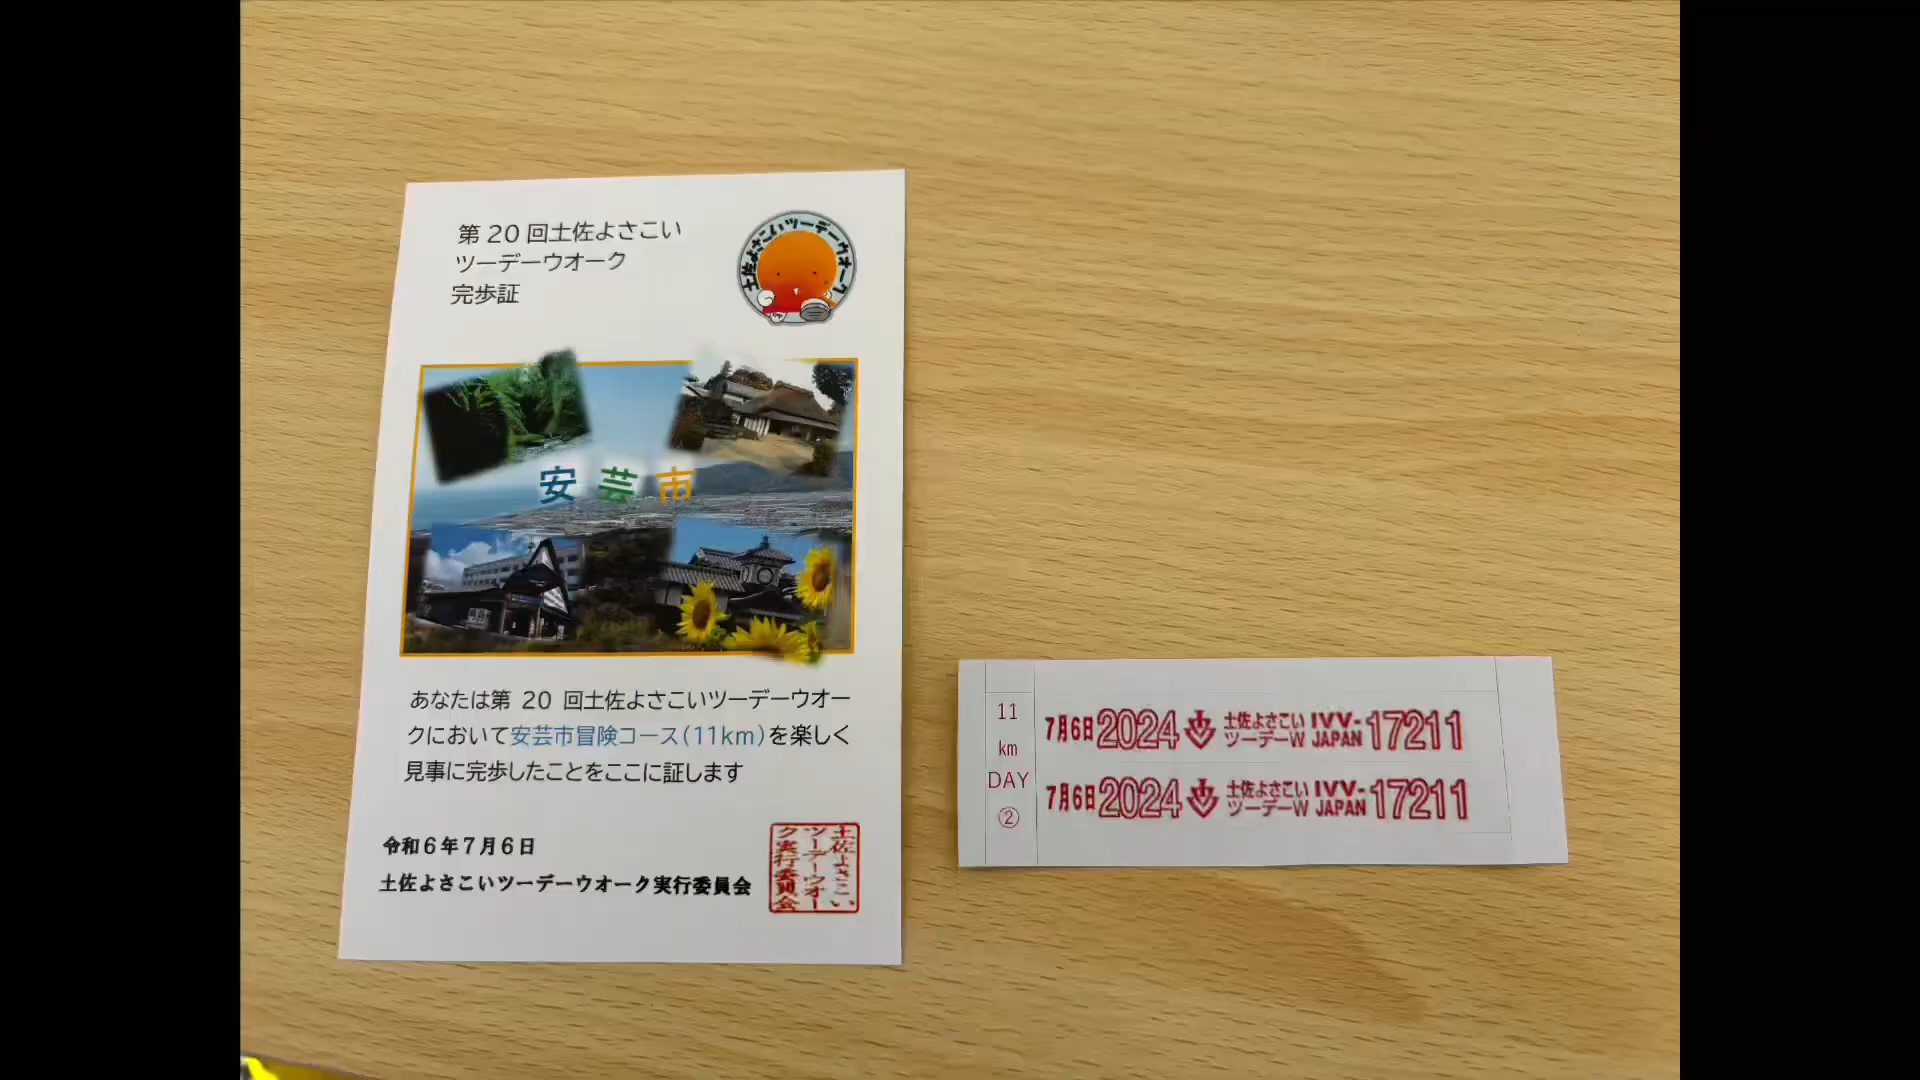 第20回土佐よさこい
ツーデーウオーク
完歩証
土佐よさこいツーデーウオーク
安芸市
あなたは第 20 回土佐よさこいツーデーウオー
クにおいて安芸市冒険コース(11km)を楽しく
見事に完歩したことをここに証します
令和6年7月6日
土佐よさこいツーデーウオーク実行委員会
土佐よさこい
ツーデーウオー
ク実行委員会
11
km
DAY
②
7月6日 2024 土佐よさこい ツーデーW IVV-JAPAN 17211
7月6日 2024 土佐よさこい ツーデーW IVV-JAPAN 17211